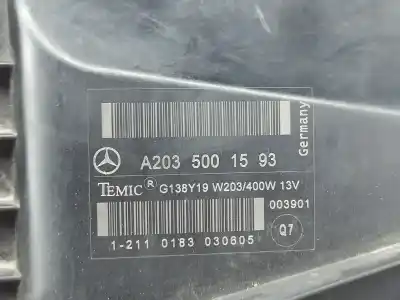 Germany
A203 500 15 93
TEMIC® G138Y19 W203/400W 13V
003901
Q7
1-211 0183 030605